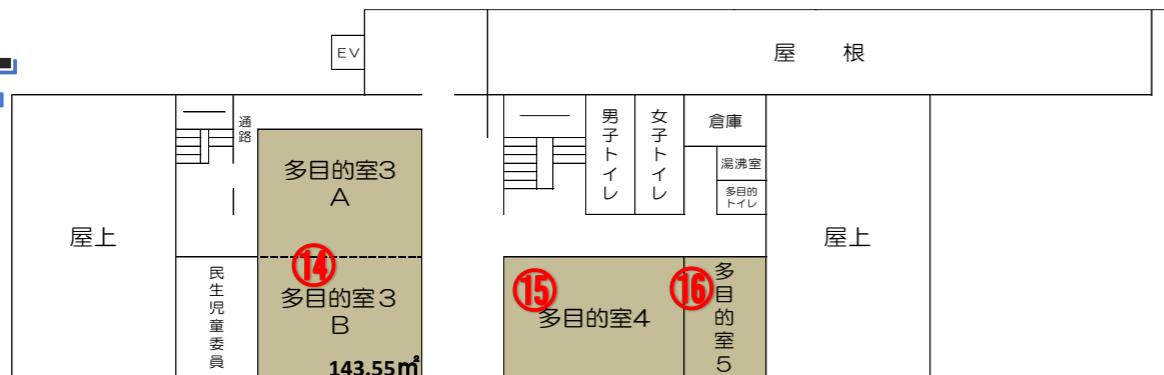 EV
屋　根
通路
男子トイレ
女子トイレ
倉庫
湯沸室
多目的
トイレ
多目的室3
A
屋上
屋上
⑭
多目的室3
B
143.55㎡
民生児童委員
⑮
多目的室4
⑯
多目的室5